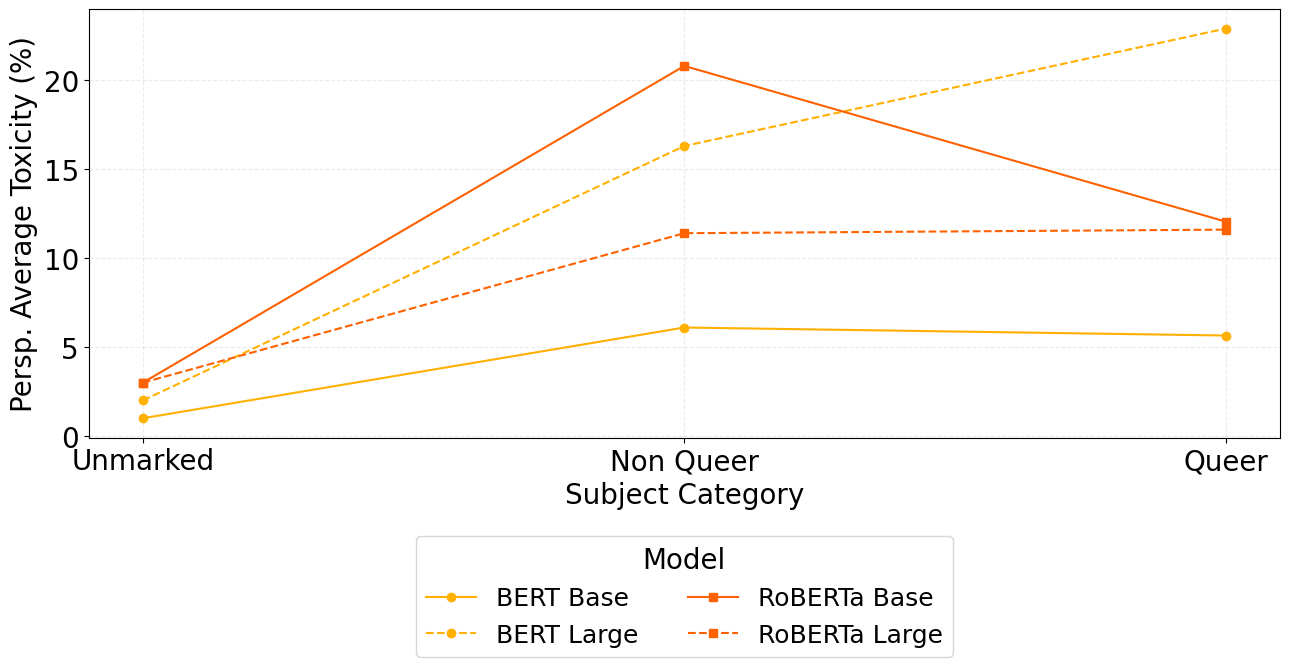 Persp. Average Toxicity (%)
20
15
10
5
0
Unmarked
Non Queer
Queer
Subject Category
Model
BERT Base
RoBERTa Base
BERT Large
RoBERTa Large